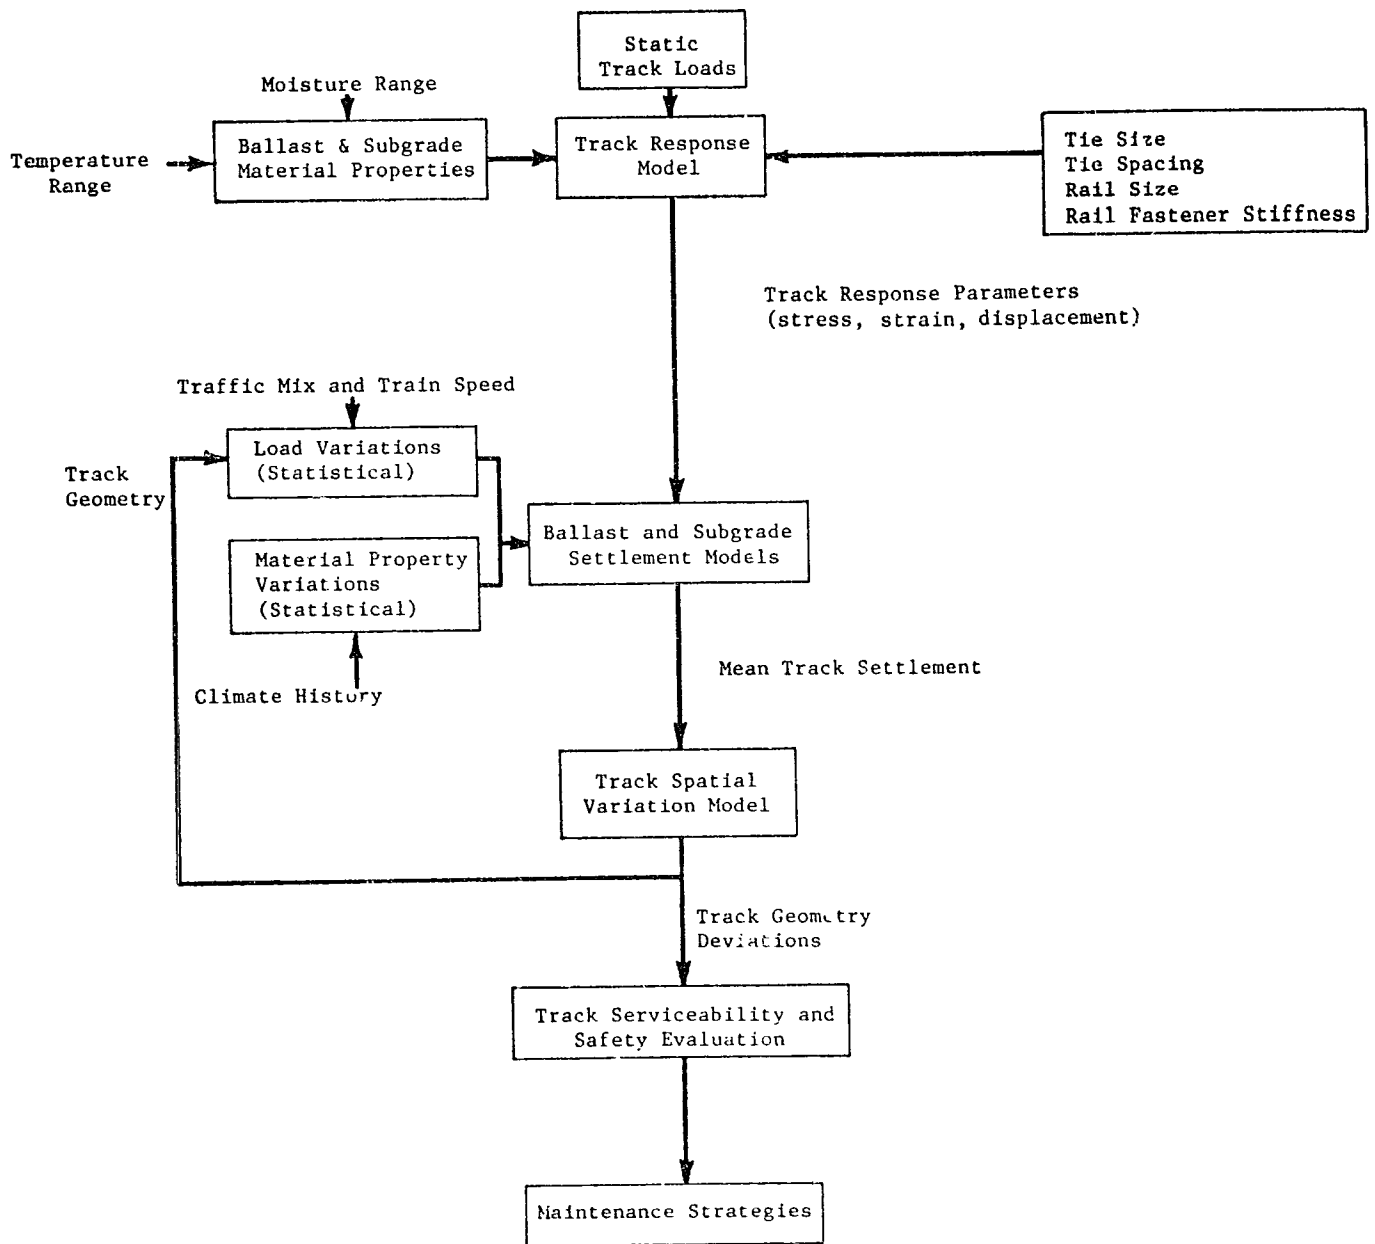 Static
Track Loads
Moisture Range
Ballast & Subgrade
Material Properties
Temperature
Range
Track Response
Model
Tie Size
Tie Spacing
Rail Size
Rail Fastener Stiffness
Track Response Parameters
(stress, strain, displacement)
Traffic Mix and Train Speed
Load Variations
(Statistical)
Track
Geometry
Ballast and Subgrade
Settlement Models
Material Property
Variations
(Statistical)
Climate History
Mean Track Settlement
Track Spatial
Variation Model
Track Geometry
Deviations
Track Serviceability and
Safety Evaluation
Maintenance Strategies